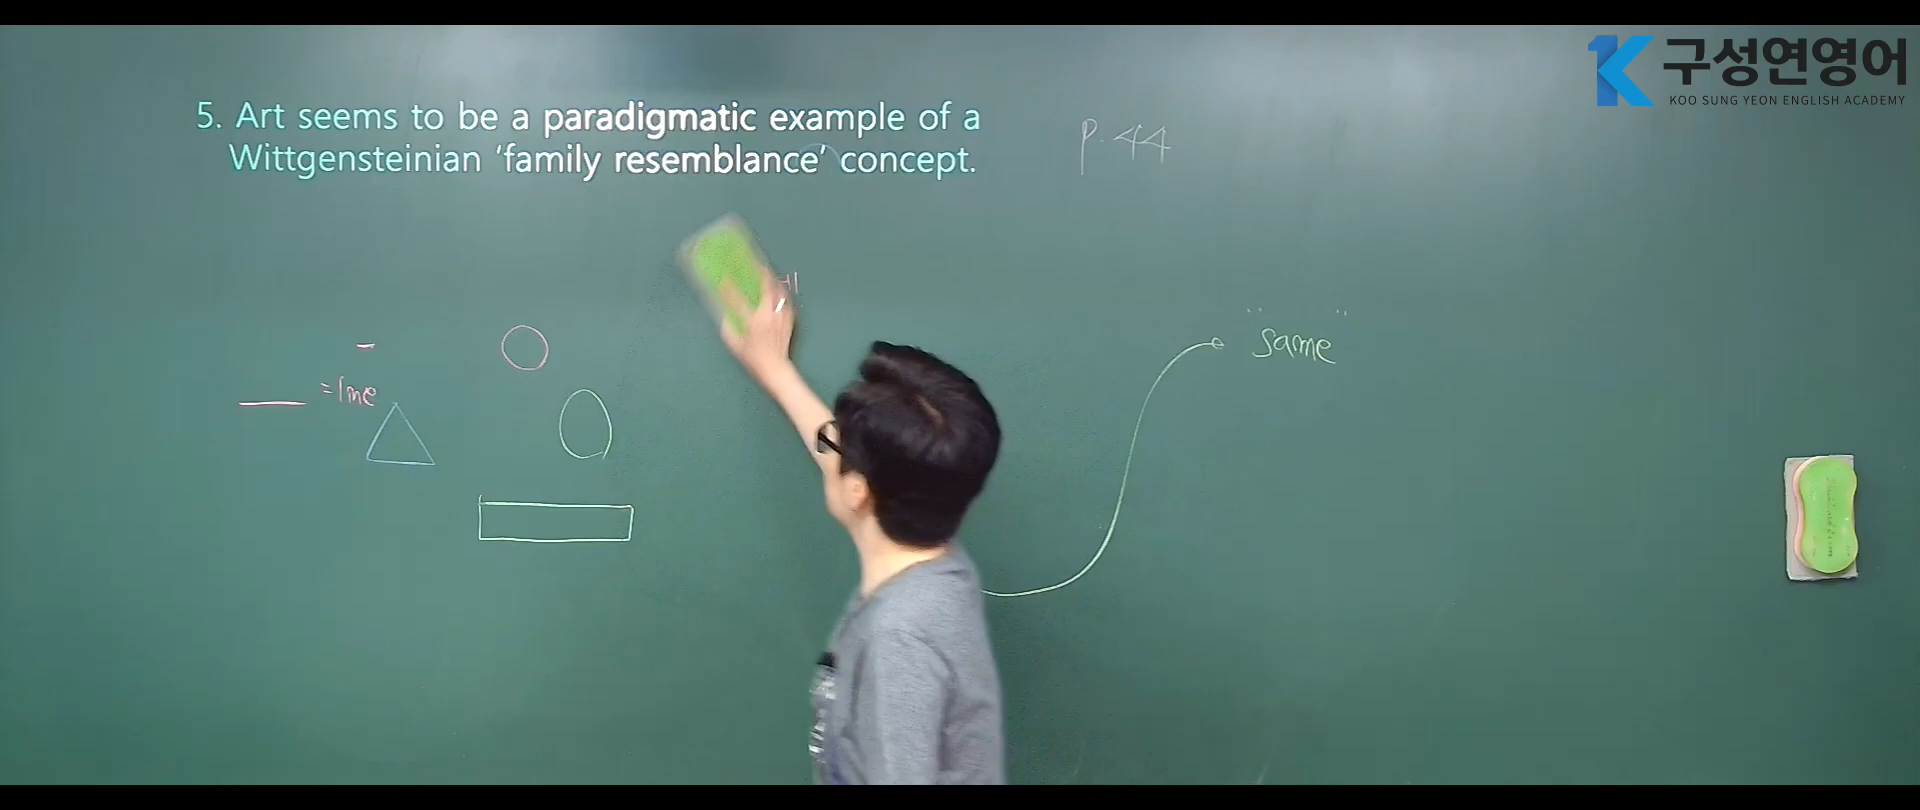 구성연영어
KOO SUNG YEON ENGLISH ACADEMY
5. Art seems to be a paradigmatic example of a
Wittgensteinian ‘family resemblance’ concept.
p.44
"same"
=line